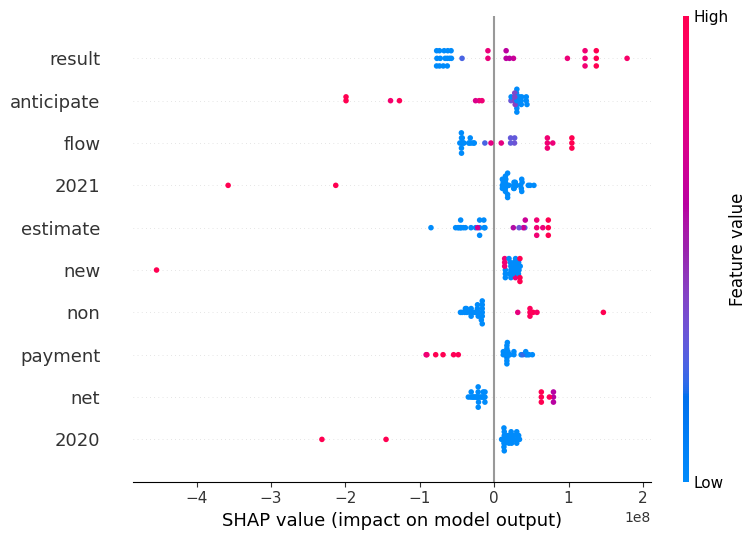 High
result
anticipate
flow
2021
estimate
new
non
payment
net
2020
Low
Feature value
−4 −3 −2 −1 0 1 2
1e8
SHAP value (impact on model output)